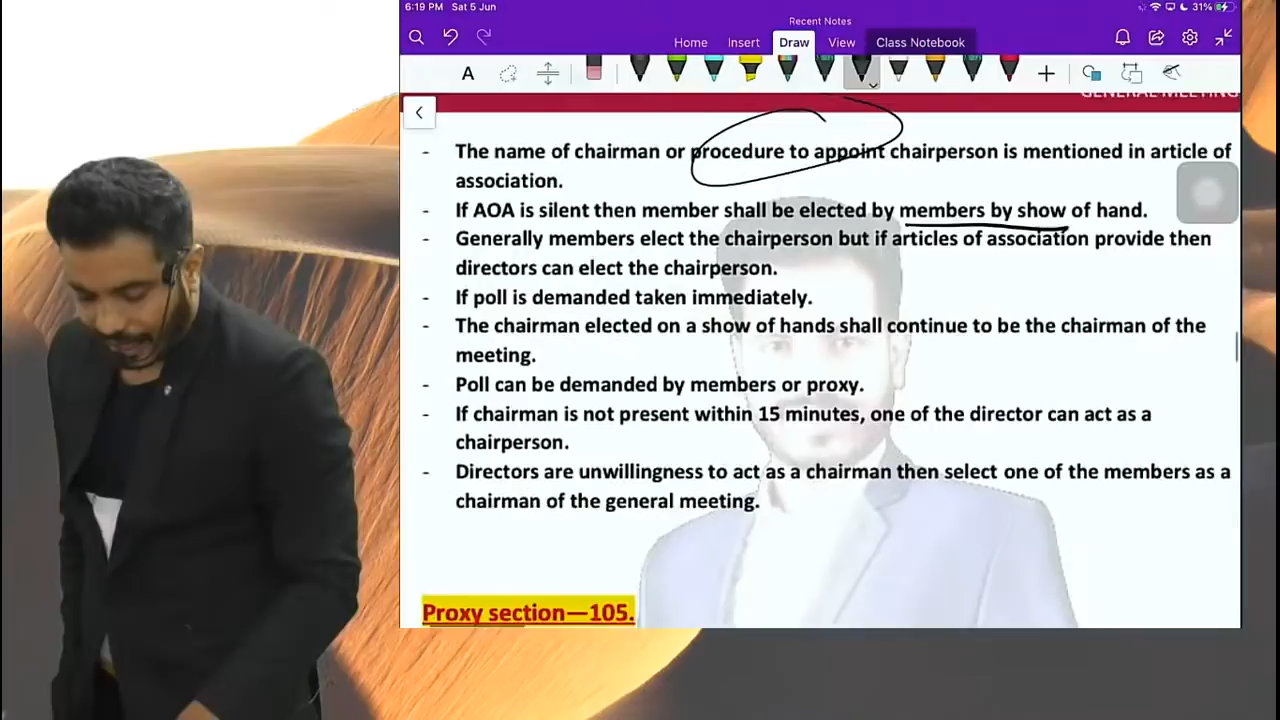 6:19 PM Sat 5 Jun
31%
Recent Notes
Home Insert Draw View Class Notebook
A
GENERAL MEETING
- The name of chairman or procedure to appoint chairperson is mentioned in article of
association.
- If AOA is silent then member shall be elected by members by show of hand.
- Generally members elect the chairperson but if articles of association provide then
directors can elect the chairperson.
- If poll is demanded taken immediately.
- The chairman elected on a show of hands shall continue to be the chairman of the
meeting.
- Poll can be demanded by members or proxy.
- If chairman is not present within 15 minutes, one of the director can act as a
chairperson.
- Directors are unwillingness to act as a chairman then select one of the members as a
chairman of the general meeting.
Proxy section—105.